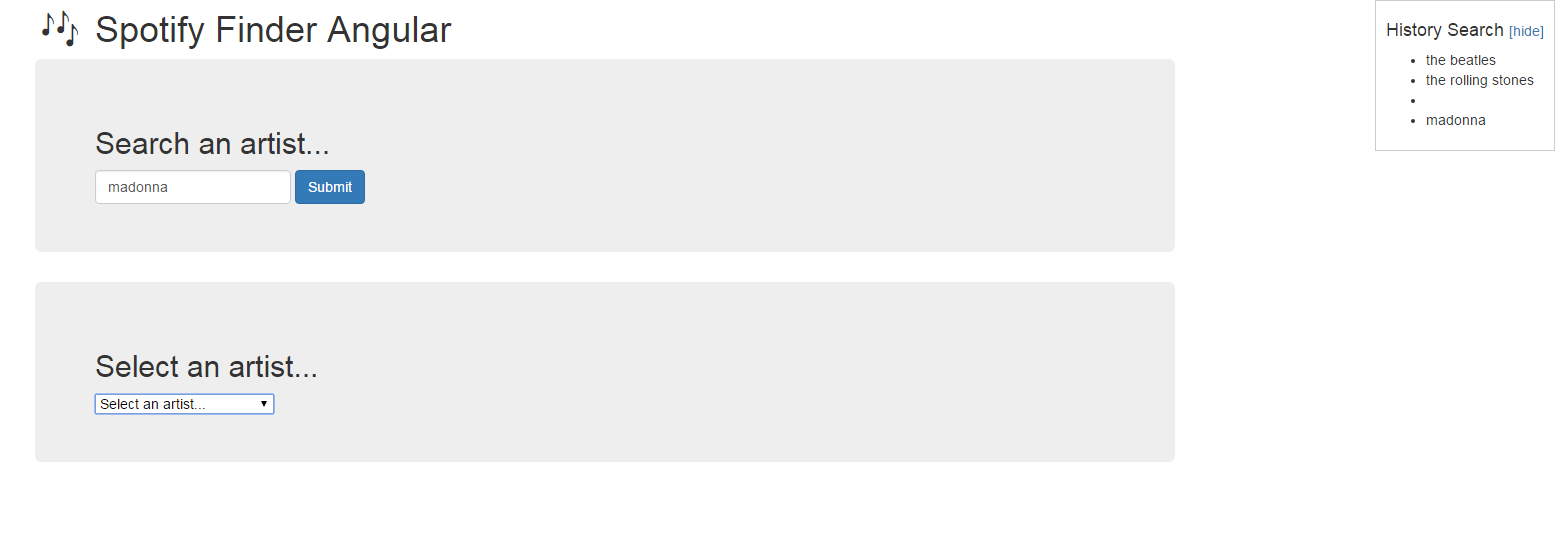 Spotify Finder Angular
Search an artist...
madonna
Submit
Select an artist...
Select an artist...
History Search [hide]
the beatles
the rolling stones
madonna